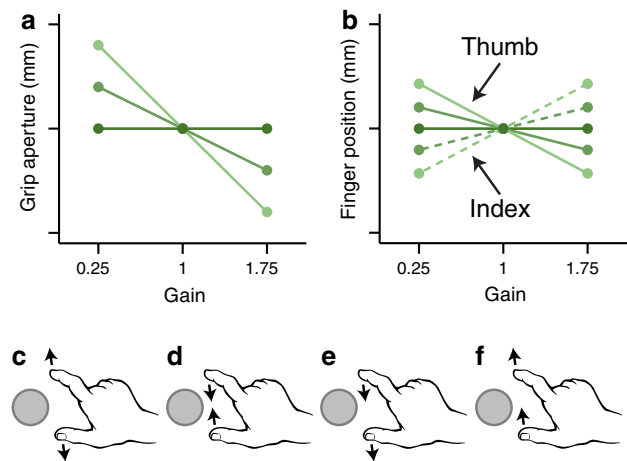 a
Grip aperture (mm)
0.25
1
1.75
Gain
b
Finger position (mm)
Thumb
Index
0.25
1
1.75
Gain
c
d
e
f